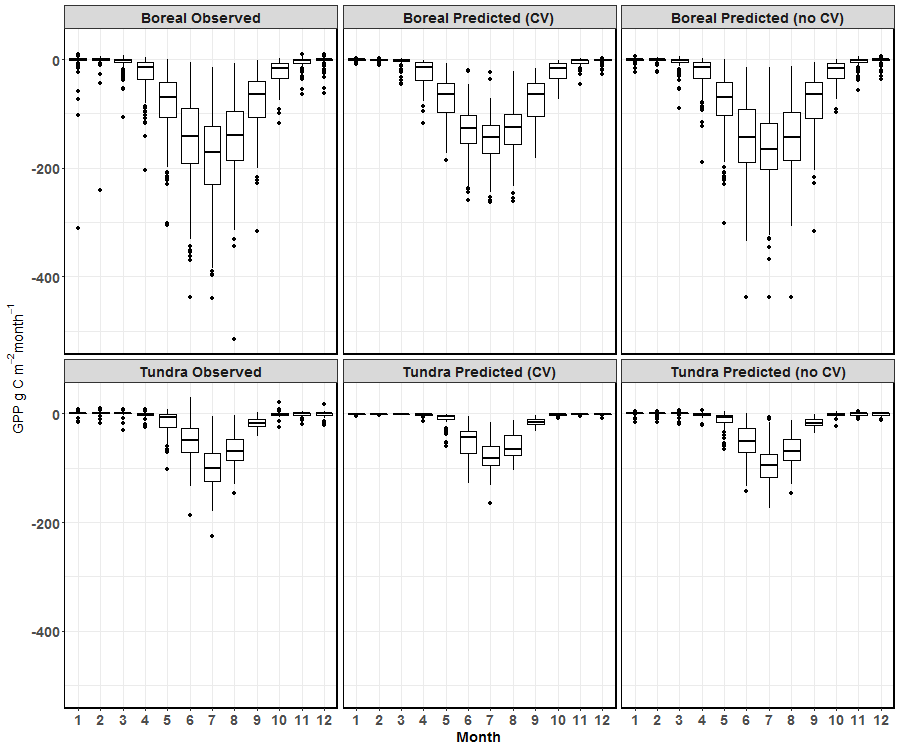 Boreal Observed Boreal Predicted (CV) Boreal Predicted (no CV)
0
-200
-400
Tundra Observed Tundra Predicted (CV) Tundra Predicted (no CV)
0
-200
-400
GPP g C m⁻² month⁻¹
1 2 3 4 5 6 7 8 9 10 11 12 1 2 3 4 5 6 7 8 9 10 11 12 1 2 3 4 5 6 7 8 9 10 11 12
Month